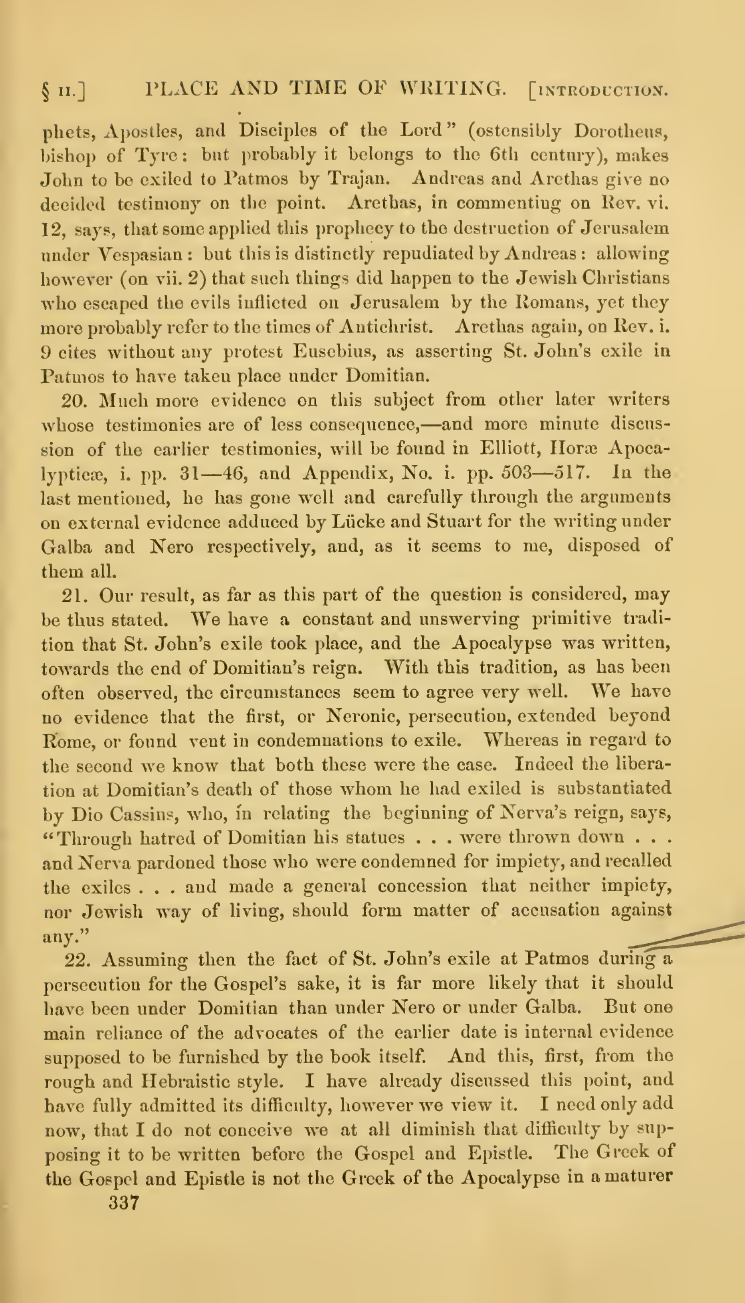 § II.] PLACE AND TIME OF WRITING. [INTRODUCTION.
phets, Apostles, and Disciples of the Lord” (ostensibly Dorotheus,
bishop of Tyre: but probably it belongs to the 6th century), makes
John to be exiled to Patmos by Trajan. Andreas and Arethas give no
decided testimony on the point. Arethas, in commenting on Rev. vi.
12, says, that some applied this prophecy to the destruction of Jerusalem
under Vespasian: but this is distinctly repudiated by Andreas: allowing
however (on vii. 2) that such things did happen to the Jewish Christians
who escaped the evils inflicted on Jerusalem by the Romans, yet they
more probably refer to the times of Antichrist. Arethas again, on Rev. i.
9 cites without any protest Eusebius, as asserting St. John’s exile in
Patmos to have taken place under Domitian.
20. Much more evidence on this subject from other later writers
whose testimonies are of less consequence,—and more minute discus-
sion of the earlier testimonies, will be found in Elliott, Horæ Apoca-
lypticæ, i. pp. 31—46, and Appendix, No. i. pp. 503—517. In the
last mentioned, he has gone well and carefully through the arguments
on external evidence adduced by Lücke and Stuart for the writing under
Galba and Nero respectively, and, as it seems to me, disposed of
them all.
21. Our result, as far as this part of the question is considered, may
be thus stated. We have a constant and unswerving primitive tradi-
tion that St. John’s exile took place, and the Apocalypse was written,
towards the end of Domitian’s reign. With this tradition, as has been
often observed, the circumstances seem to agree very well. We have
no evidence that the first, or Neronic, persecution, extended beyond
Rome, or found vent in condemnations to exile. Whereas in regard to
the second we know that both these were the case. Indeed the libera-
tion at Domitian’s death of those whom he had exiled is substantiated
by Dio Cassius, who, in relating the beginning of Nerva’s reign, says,
“Through hatred of Domitian his statues . . . were thrown down . . .
and Nerva pardoned those who were condemned for impiety, and recalled
the exiles . . . and made a general concession that neither impiety,
nor Jewish way of living, should form matter of accusation against
any.”
22. Assuming then the fact of St. John’s exile at Patmos during a
persecution for the Gospel’s sake, it is far more likely that it should
have been under Domitian than under Nero or under Galba. But one
main reliance of the advocates of the earlier date is internal evidence
supposed to be furnished by the book itself. And this, first, from the
rough and Hebraistic style. I have already discussed this point, and
have fully admitted its difficulty, however we view it. I need only add
now, that I do not conceive we at all diminish that difficulty by sup-
posing it to be written before the Gospel and Epistle. The Greek of
the Gospel and Epistle is not the Greek of the Apocalypse in a maturer
337